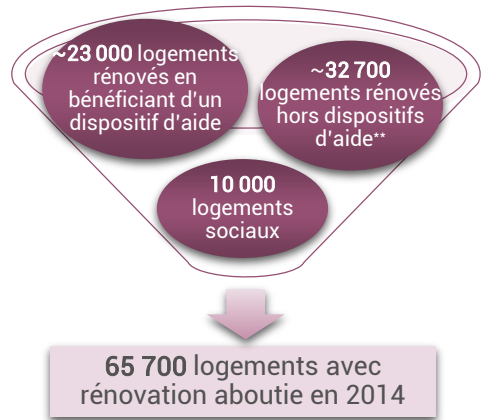 ~23 000 logements
rénovés en
bénéficiant d'un
dispositif d'aide
~32 700
logements rénovés
hors dispositifs
d'aide**
10 000
logements
sociaux
65 700 logements avec
rénovation aboutie en 2014